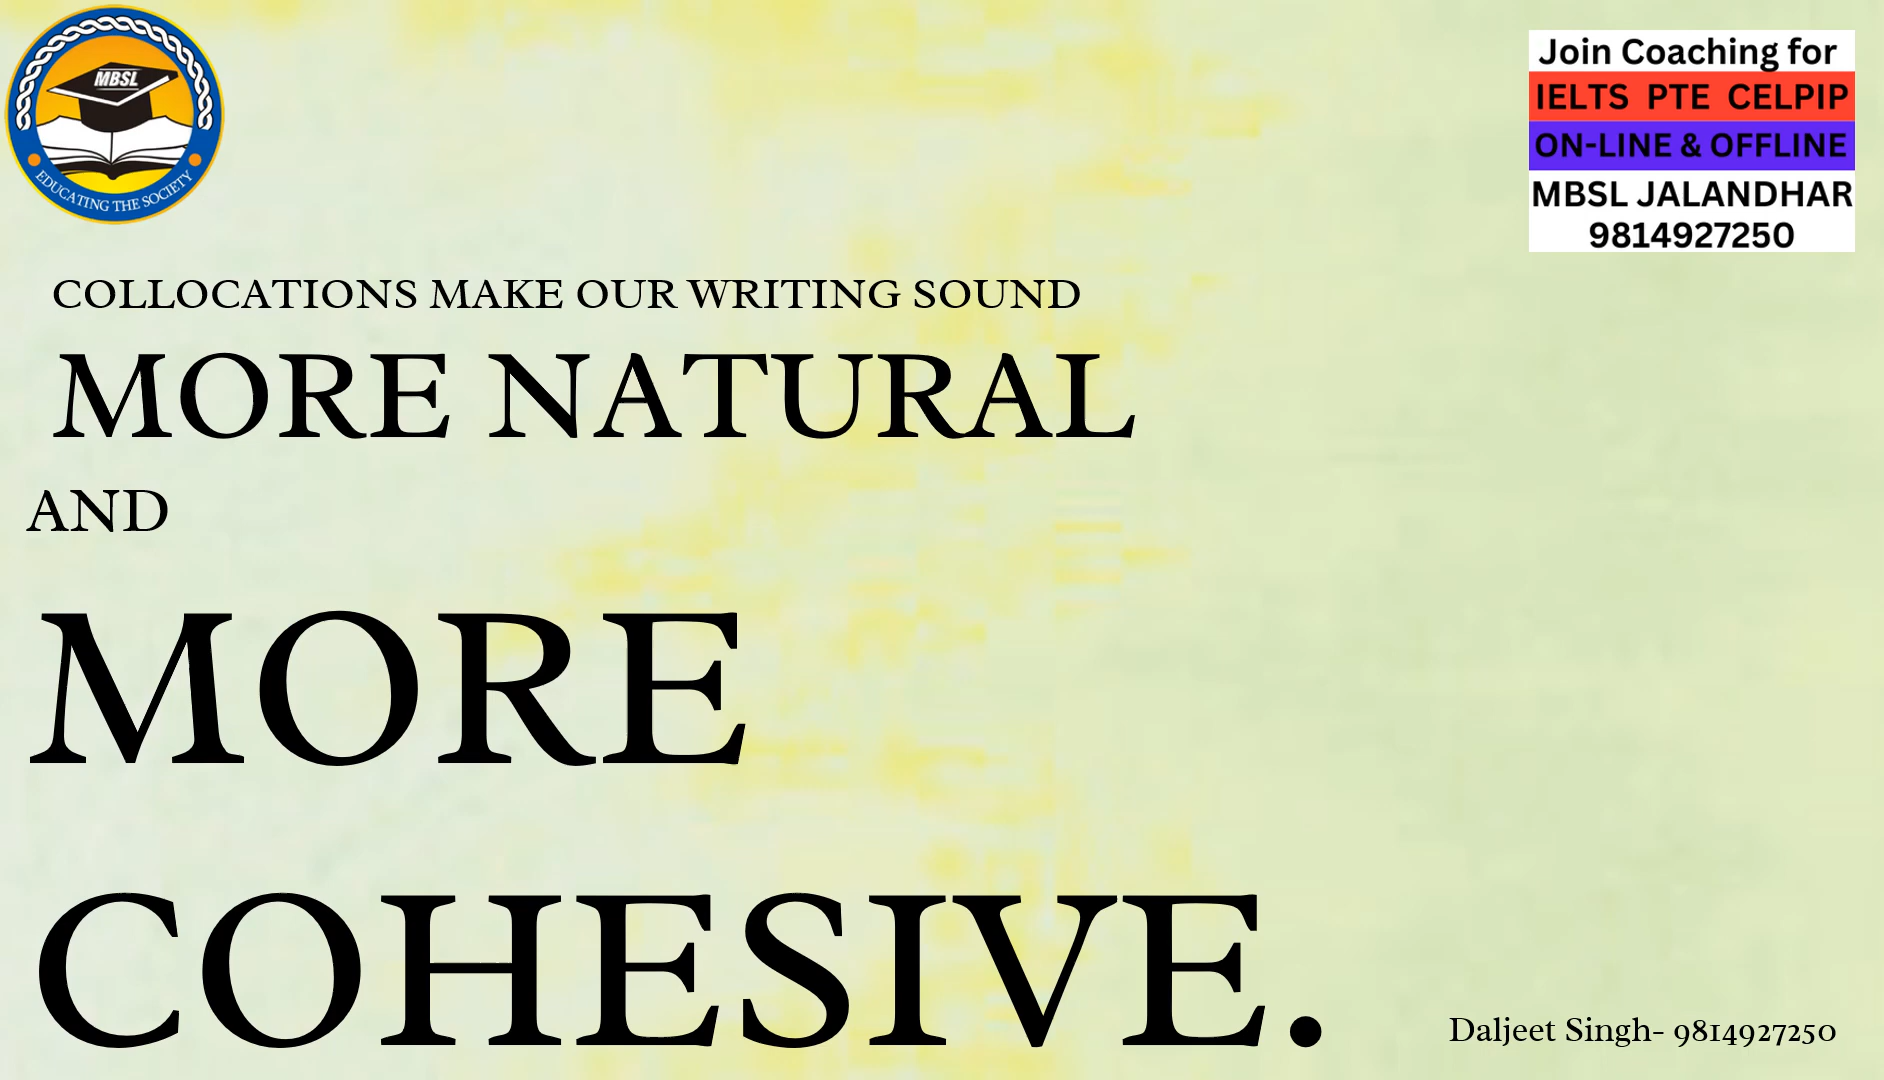 MBSL
EDUCATING THE SOCIETY
Join Coaching for
IELTS PTE CELPIP
ON-LINE & OFFLINE
MBSL JALANDHAR
9814927250
COLLOCATIONS MAKE OUR WRITING SOUND
MORE NATURAL
AND
MORE
COHESIVE.
Daljeet Singh- 9814927250